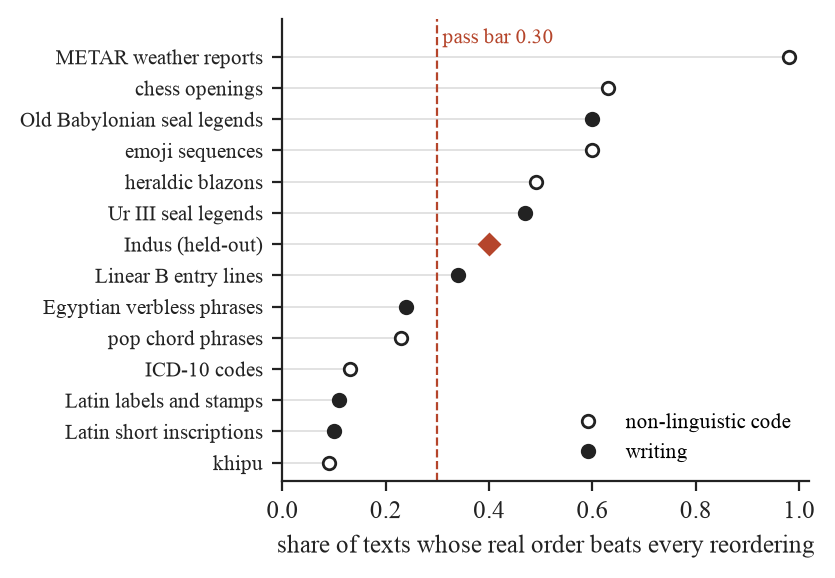 pass bar 0.30
METAR weather reports
chess openings
Old Babylonian seal legends
emoji sequences
heraldic blazons
Ur III seal legends
Indus (held-out)
Linear B entry lines
Egyptian verbless phrases
pop chord phrases
ICD-10 codes
Latin labels and stamps
Latin short inscriptions
khipu
non-linguistic code
writing
0.0 0.2 0.4 0.6 0.8 1.0
share of texts whose real order beats every reordering